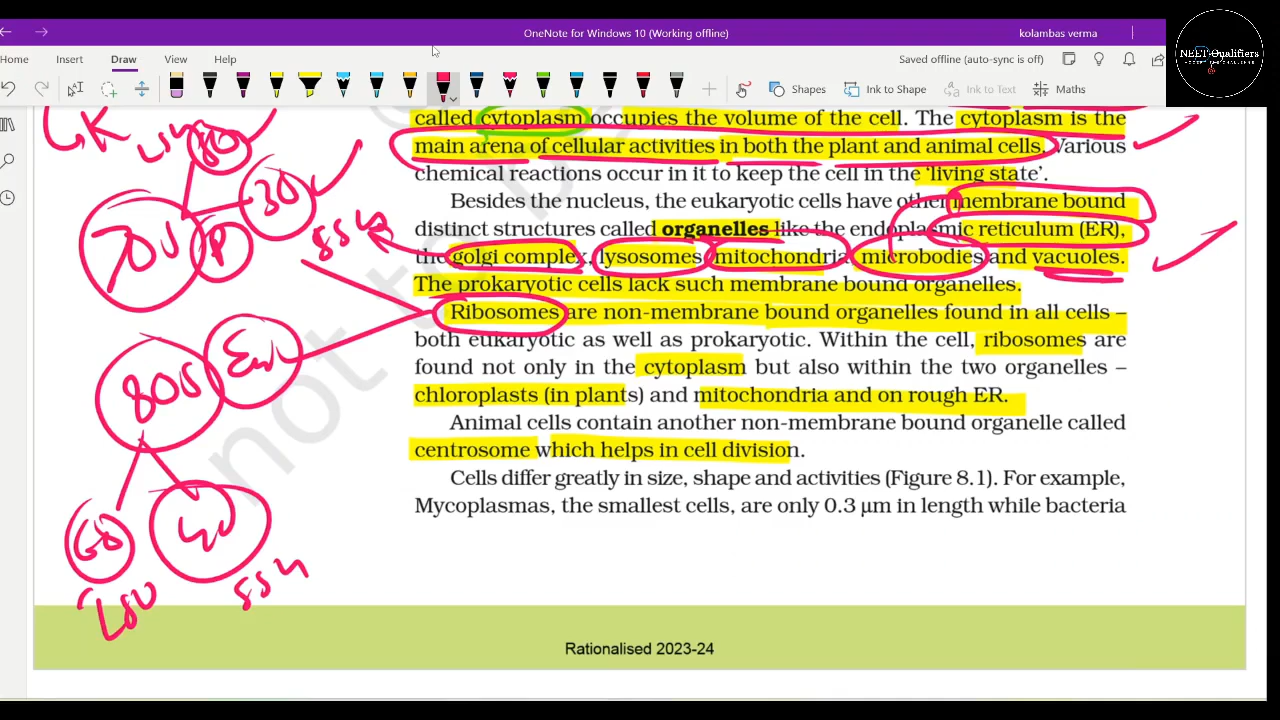 OneNote for Windows 10 (Working offline)
kolambas verma
NEET Qualifiers
Home Insert Draw View Help
Saved offline (auto-sync is off)
Shapes Ink to Shape Ink to Text Maths
called cytoplasm occupies the volume of the cell. The cytoplasm is the
main arena of cellular activities in both the plant and animal cells. Various
chemical reactions occur in it to keep the cell in the ‘living state’.
Besides the nucleus, the eukaryotic cells have other membrane bound
distinct structures called organelles like the endoplasmic reticulum (ER),
the golgi complex, lysosomes, mitochondria, microbodies and vacuoles.
The prokaryotic cells lack such membrane bound organelles.
Ribosomes are non-membrane bound organelles found in all cells –
both eukaryotic as well as prokaryotic. Within the cell, ribosomes are
found not only in the cytoplasm but also within the two organelles –
chloroplasts (in plants) and mitochondria and on rough ER.
Animal cells contain another non-membrane bound organelle called
centrosome which helps in cell division.
Cells differ greatly in size, shape and activities (Figure 8.1). For example,
Mycoplasmas, the smallest cells, are only 0.3 µm in length while bacteria
70S
P
30
SSU
80S
Euk
60
40
LSU
SSU
Rationalised 2023-24